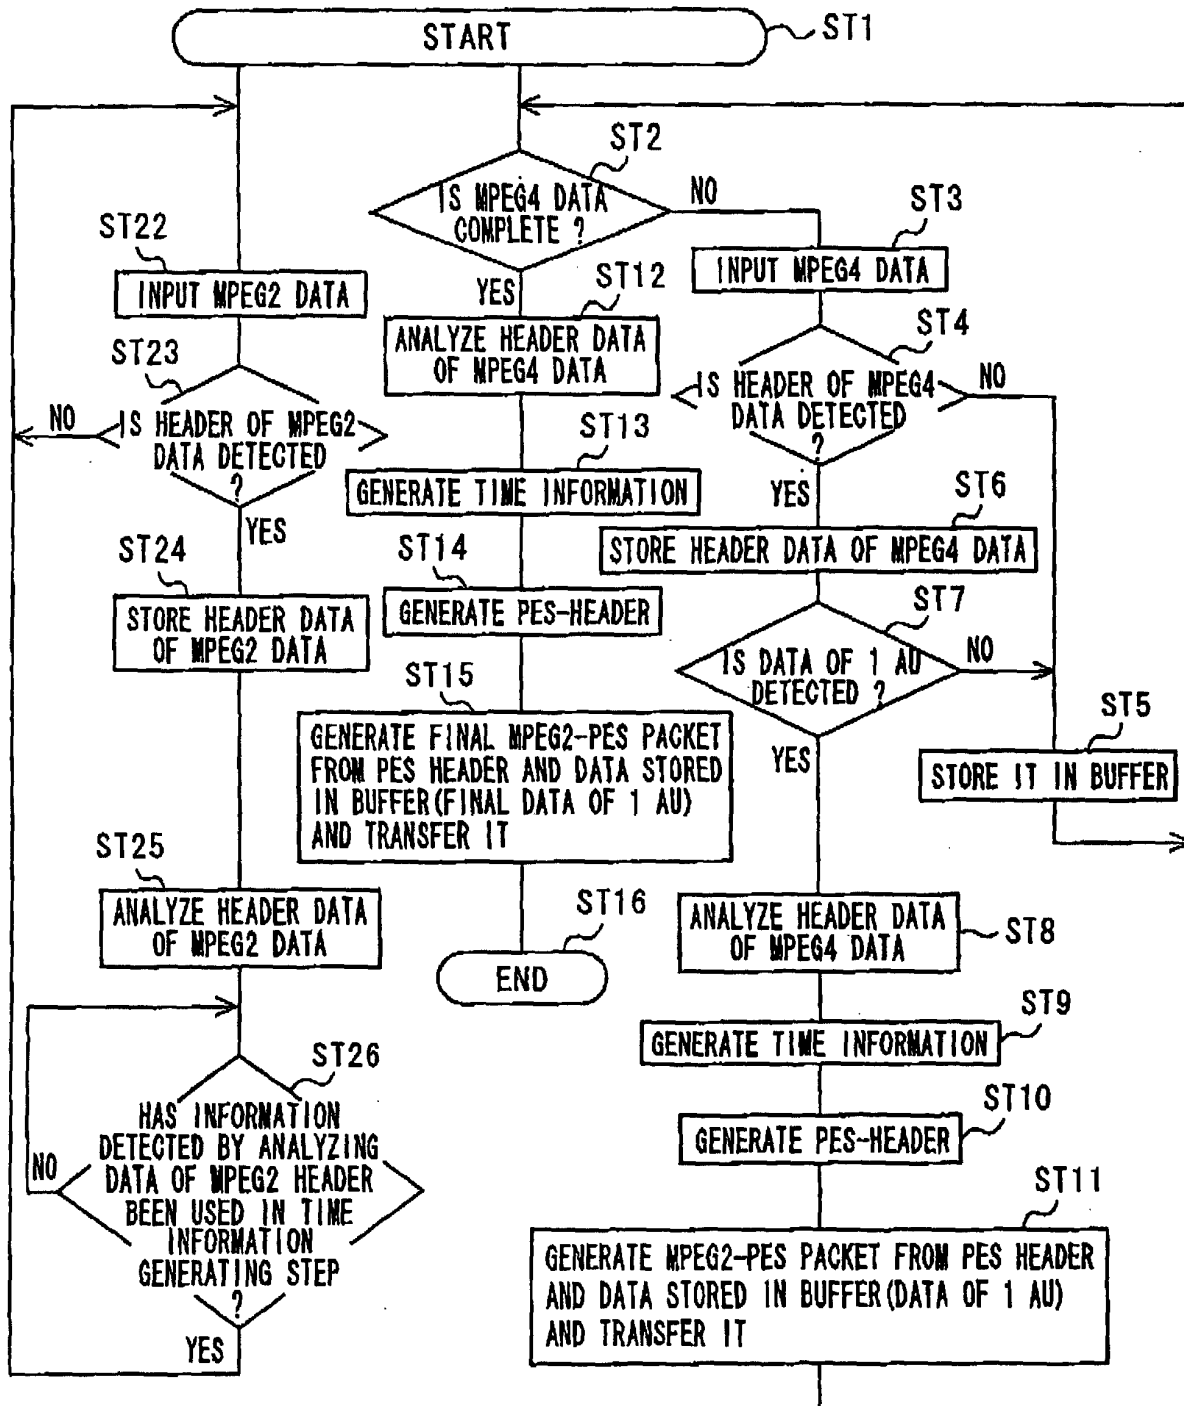 START
ST1
ST2
IS MPEG4 DATA
COMPLETE ?
NO
ST3
INPUT MPEG4 DATA
ST22
INPUT MPEG2 DATA
YES
ST12
ANALYZE HEADER DATA
OF MPEG4 DATA
ST4
IS HEADER OF MPEG4
DATA DETECTED
?
NO
ST23
NO
IS HEADER OF MPEG2
DATA DETECTED
?
YES
ST13
GENERATE TIME INFORMATION
YES
ST6
STORE HEADER DATA OF MPEG4 DATA
ST24
STORE HEADER DATA
OF MPEG2 DATA
ST14
GENERATE PES-HEADER
ST7
IS DATA OF 1 AU
DETECTED ?
NO
YES
ST15
GENERATE FINAL MPEG2-PES PACKET
FROM PES HEADER AND DATA STORED
IN BUFFER(FINAL DATA OF 1 AU)
AND TRANSFER IT
ST5
STORE IT IN BUFFER
ST25
ANALYZE HEADER DATA
OF MPEG2 DATA
ST16
END
ANALYZE HEADER DATA
OF MPEG4 DATA
ST8
ST9
GENERATE TIME INFORMATION
ST26
HAS INFORMATION
DETECTED BY ANALYZING
DATA OF MPEG2 HEADER
BEEN USED IN TIME
INFORMATION
GENERATING STEP
?
NO
YES
ST10
GENERATE PES-HEADER
ST11
GENERATE MPEG2-PES PACKET FROM PES HEADER
AND DATA STORED IN BUFFER(DATA OF 1 AU)
AND TRANSFER IT